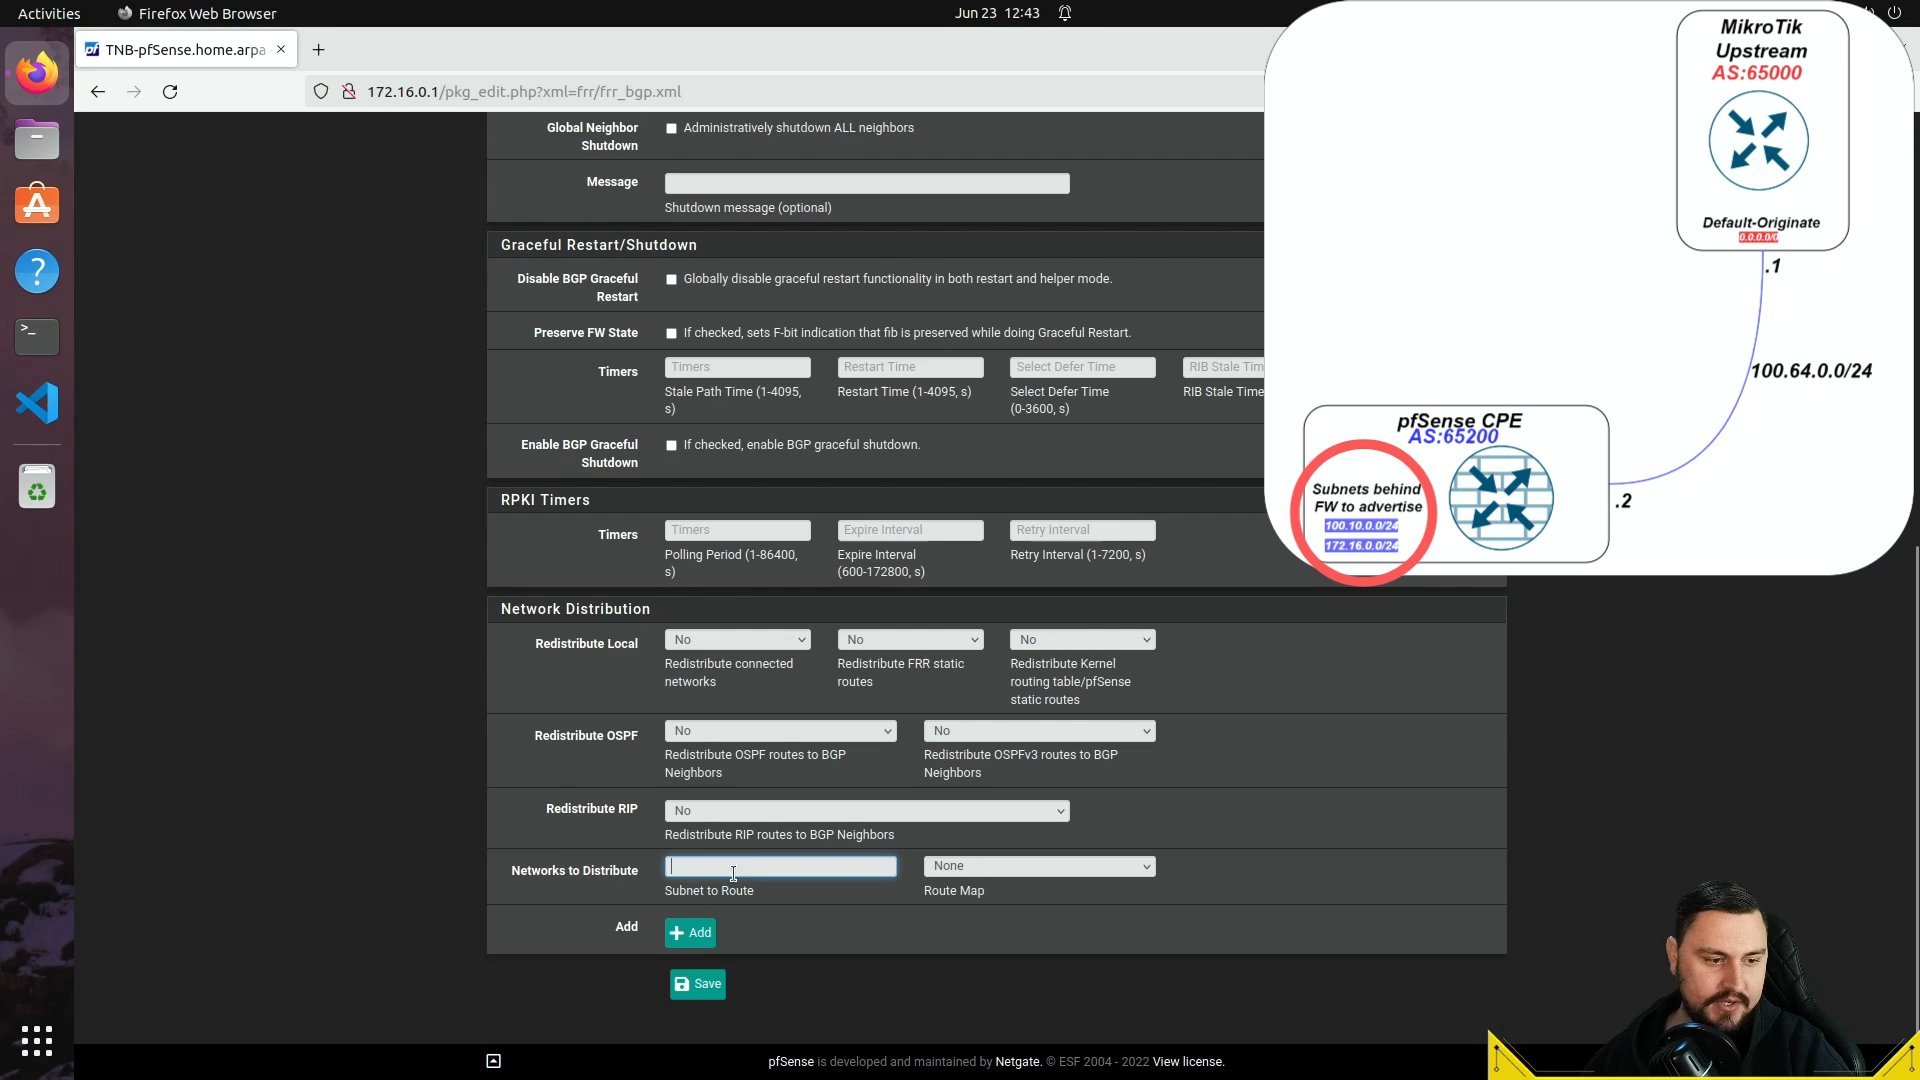 Activities
Firefox Web Browser
Jun 23 12:43
TNB-pfSense.home.arpa
172.16.0.1/pkg_edit.php?xml=frr/frr_bgp.xml
Global Neighbor
Shutdown
Administratively shutdown ALL neighbors
Message
Shutdown message (optional)
Graceful Restart/Shutdown
Disable BGP Graceful
Restart
Globally disable graceful restart functionality in both restart and helper mode.
Preserve FW State
If checked, sets F-bit indication that fib is preserved while doing Graceful Restart.
Timers
Timers
Restart Time
Select Defer Time
RIB Stale Tim
Stale Path Time (1-4095,
s)
Restart Time (1-4095, s)
Select Defer Time
(0-3600, s)
RIB Stale Time
Enable BGP Graceful
Shutdown
If checked, enable BGP graceful shutdown.
RPKI Timers
Timers
Timers
Expire Interval
Retry Interval
Polling Period (1-86400,
s)
Expire Interval
(600-172800, s)
Retry Interval (1-7200, s)
Network Distribution
Redistribute Local
No
No
No
Redistribute connected
networks
Redistribute FRR static
routes
Redistribute Kernel
routing table/pfSense
static routes
Redistribute OSPF
No
No
Redistribute OSPF routes to BGP
Neighbors
Redistribute OSPFv3 routes to BGP
Neighbors
Redistribute RIP
No
Redistribute RIP routes to BGP Neighbors
Networks to Distribute
None
Subnet to Route
Route Map
Add
Add
Save
pfSense is developed and maintained by Netgate. © ESF 2004 - 2022 View license.
MikroTik
Upstream
AS:65000
Default-Originate
0.0.0.0/0
.1
100.64.0.0/24
pfSense CPE
AS:65200
Subnets behind
FW to advertise
100.10.0.0/24
172.16.0.0/24
.2